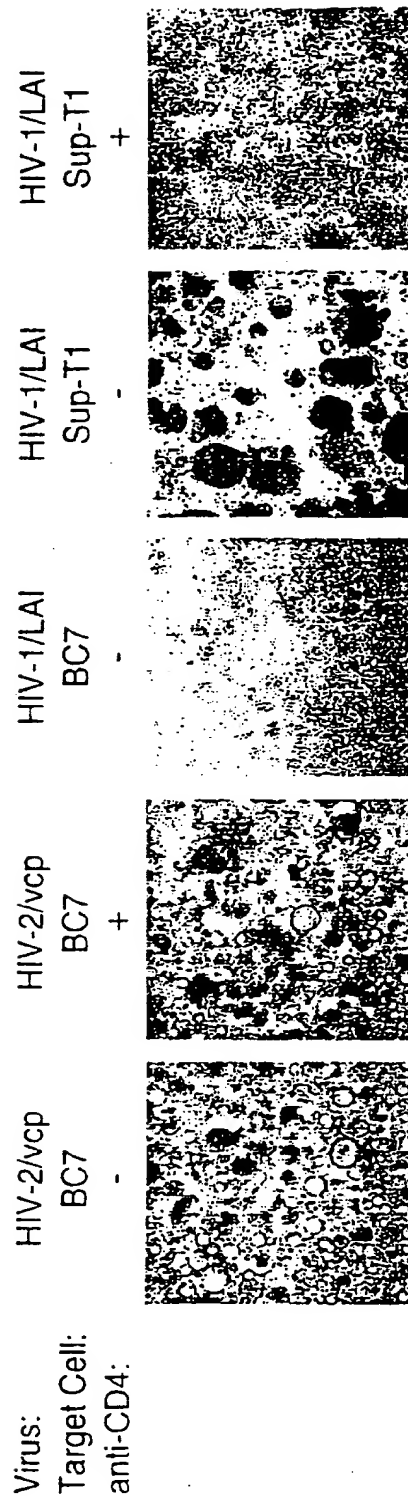 Virus: HIV-2/vcp HIV-2/vcp HIV-1/LAI HIV-1/LAI HIV-1/LAI
Target Cell: BC7 BC7 BC7 Sup-T1 Sup-T1
anti-CD4: - + - - +